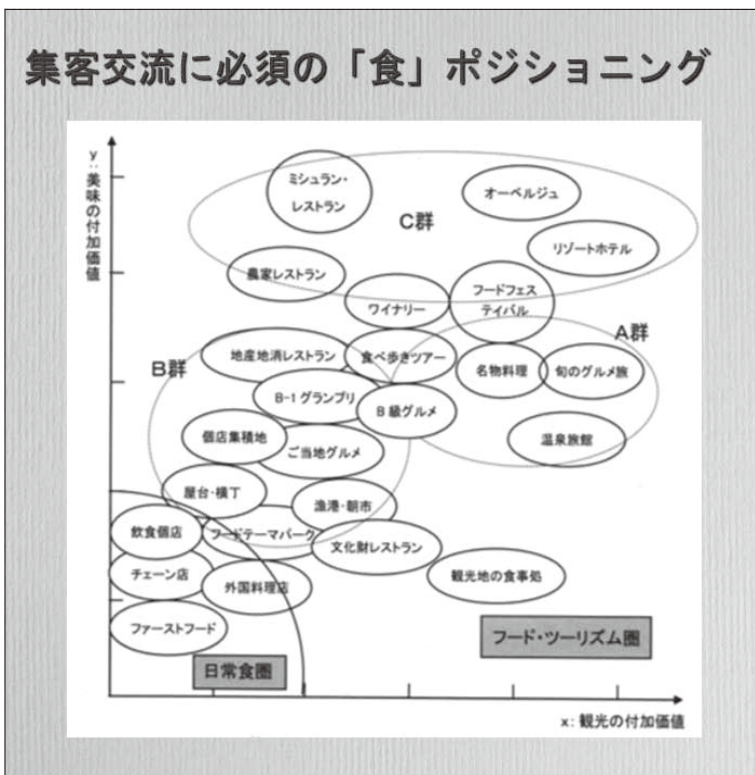 集客交流に必須の「食」ポジショニング
y:美味の付加価値
ミシュラン・
レストラン
オーベルジュ
C群
リゾートホテル
農家レストラン
フードフェス
ティバル
ワイナリー
A群
地産地消レストラン
食べ歩きツアー
B群
名物料理
旬のグルメ旅
B-1グランプリ
B級グルメ
個店集積地
温泉旅館
ご当地グルメ
屋台・横丁
漁港・朝市
飲食個店
フードテーマパーク
文化財レストラン
チェーン店
外国料理店
観光地の食事処
ファーストフード
フード・ツーリズム圏
日常食圏
x:観光の付加価値